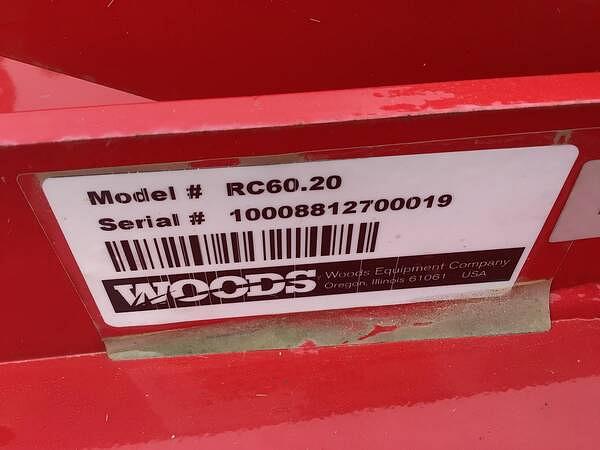 Model # RC60.20
Serial # 10008812700019
WOODS
Woods Equipment Company
Oregon, Illinois 61061 USA